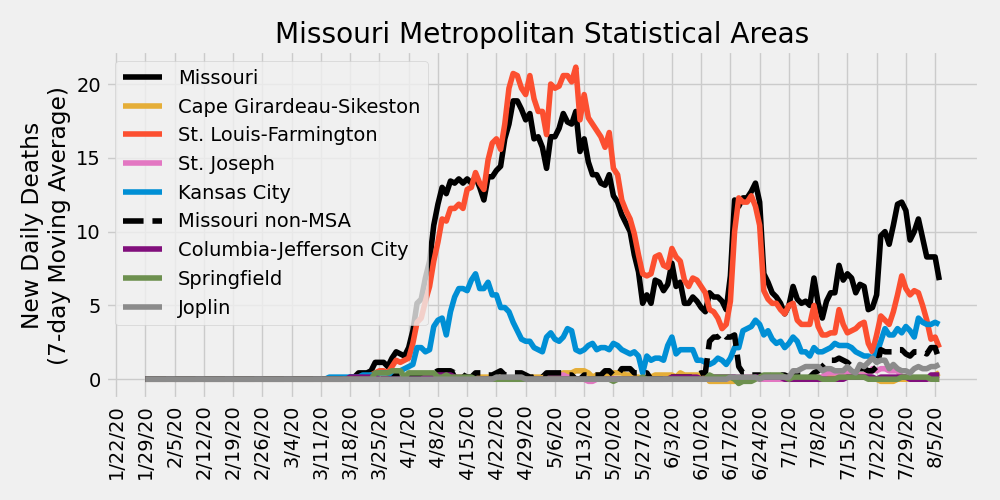 Missouri Metropolitan Statistical Areas
New Daily Deaths
(7-day Moving Average)
20
15
10
5
0
Missouri
Cape Girardeau-Sikeston
St. Louis-Farmington
St. Joseph
Kansas City
Missouri non-MSA
Columbia-Jefferson City
Springfield
Joplin
1/22/20
1/29/20
2/5/20
2/12/20
2/19/20
2/26/20
3/4/20
3/11/20
3/18/20
3/25/20
4/1/20
4/8/20
4/15/20
4/22/20
4/29/20
5/6/20
5/13/20
5/20/20
5/27/20
6/3/20
6/10/20
6/17/20
6/24/20
7/1/20
7/8/20
7/15/20
7/22/20
7/29/20
8/5/20